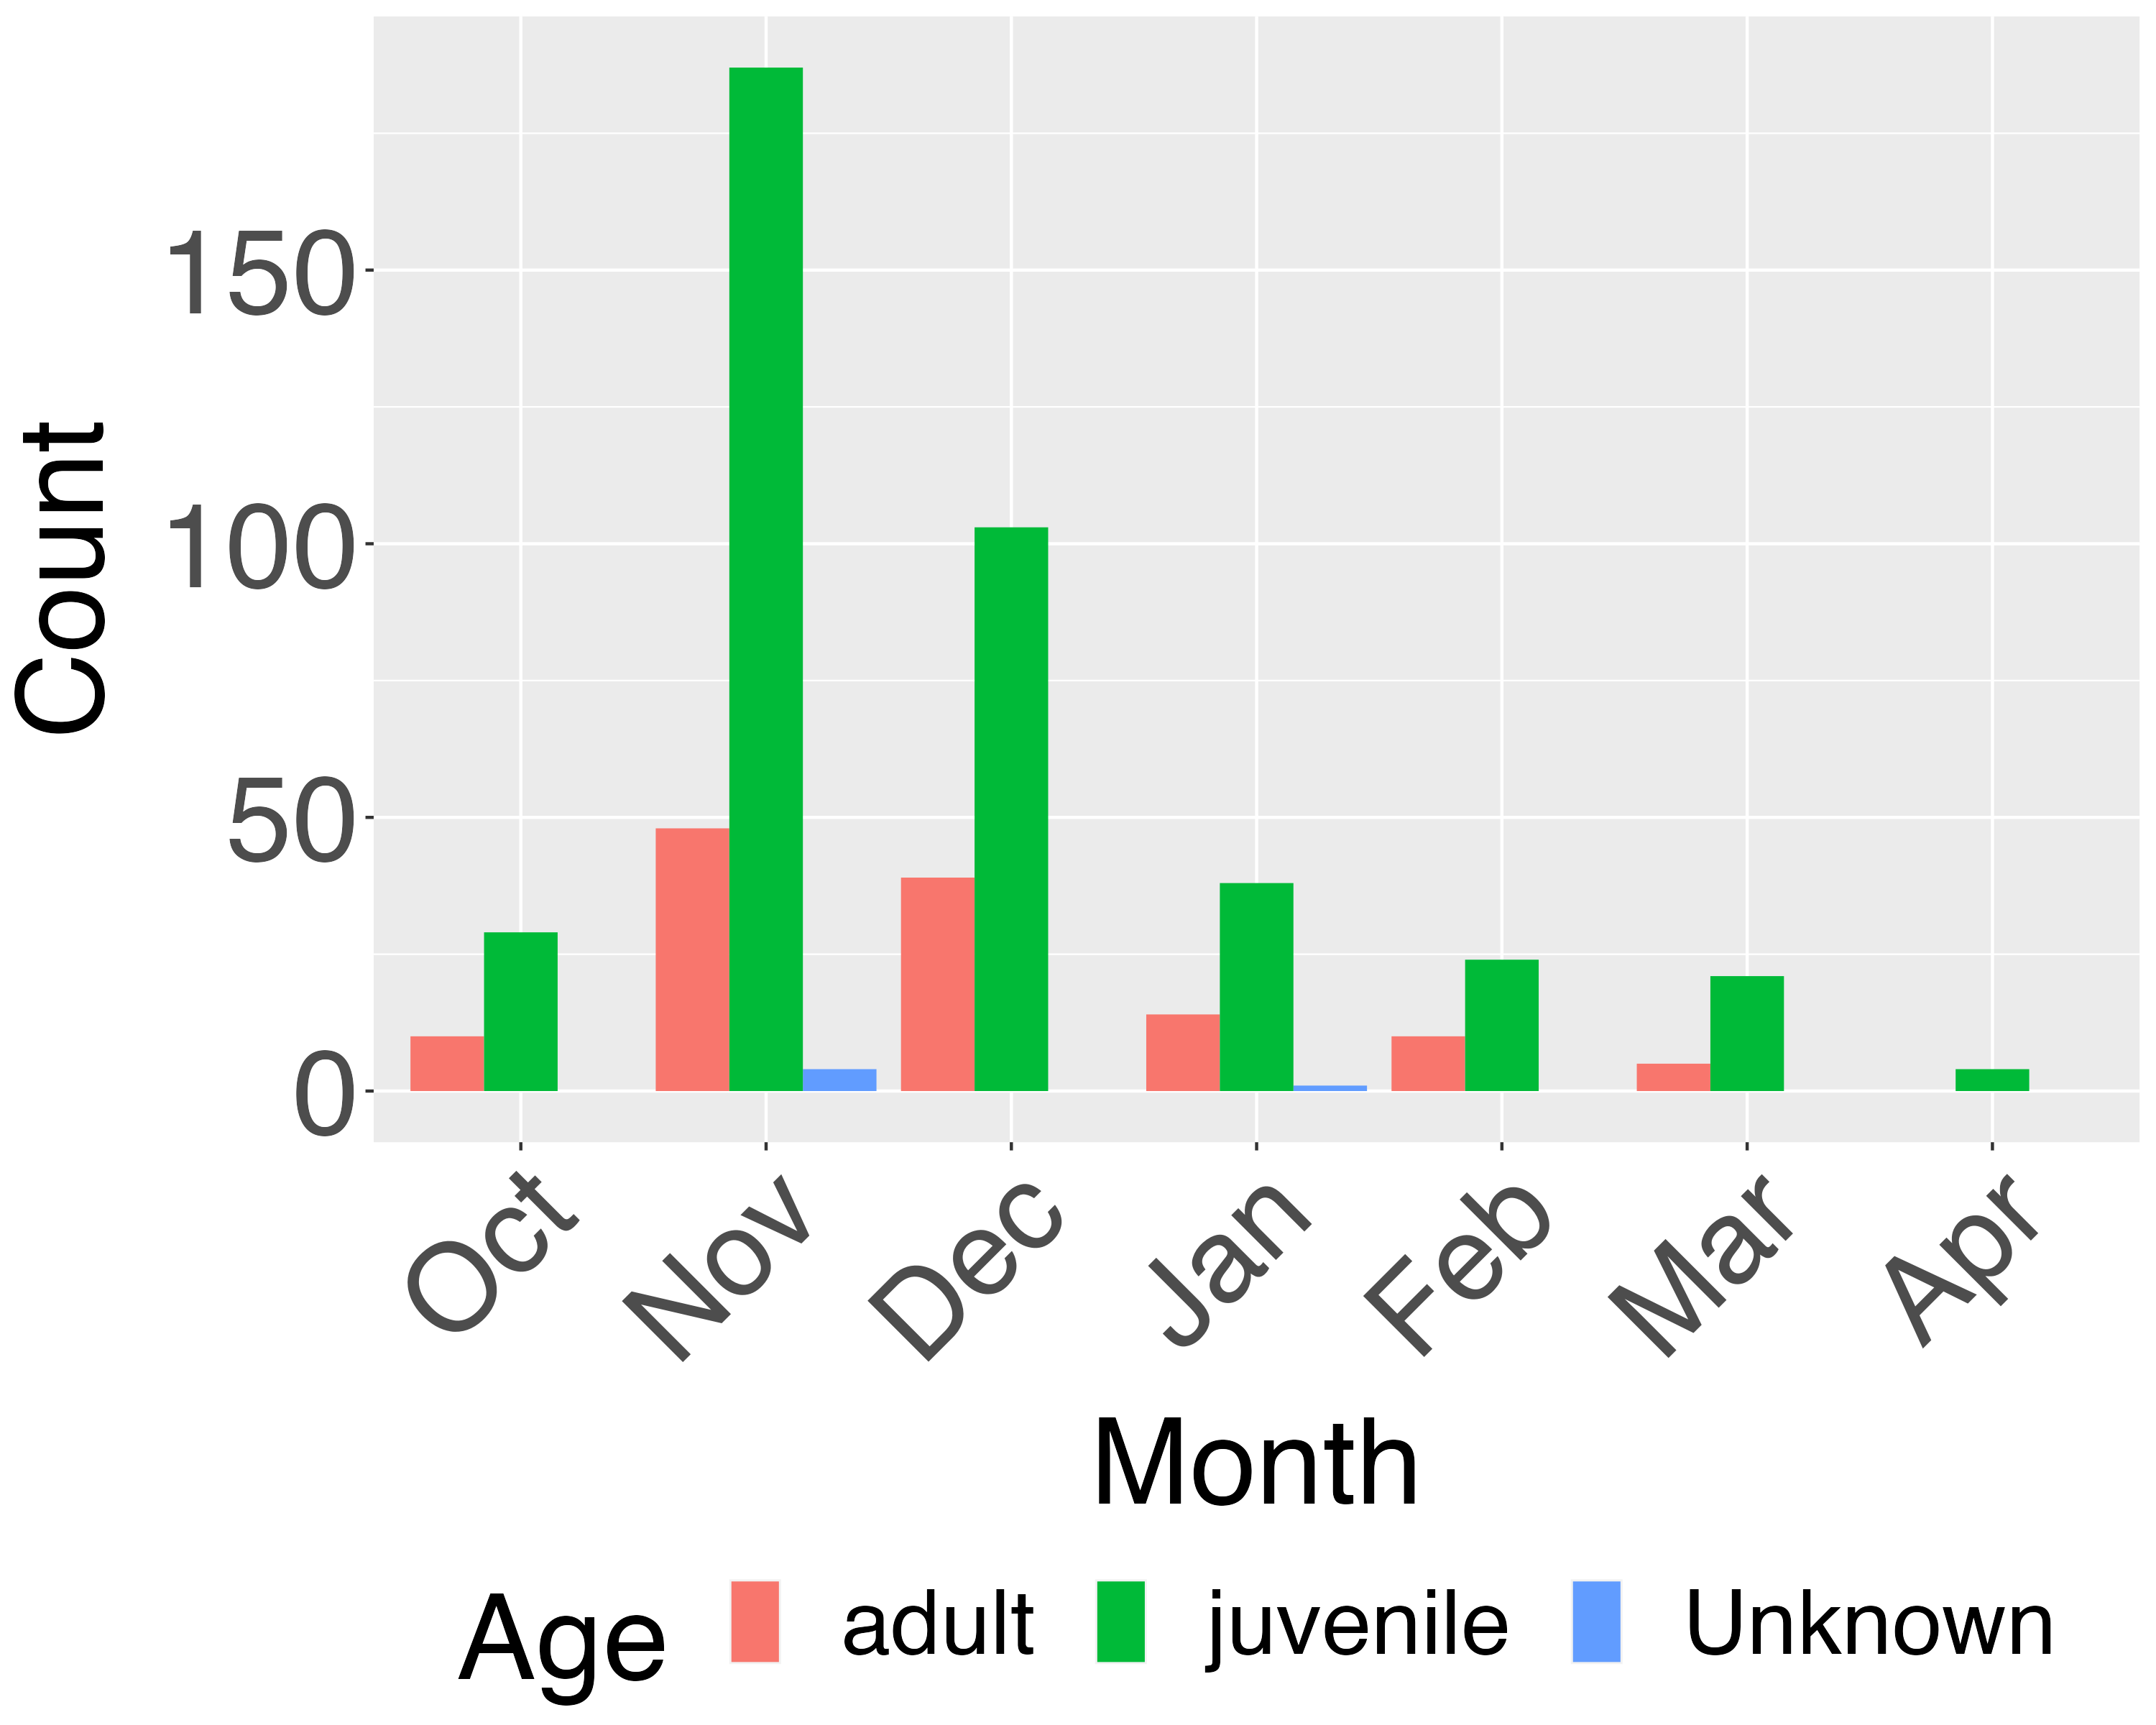 Count
150
100
50
0
Oct Nov Dec Jan Feb Mar Apr
Month
Age adult juvenile Unknown